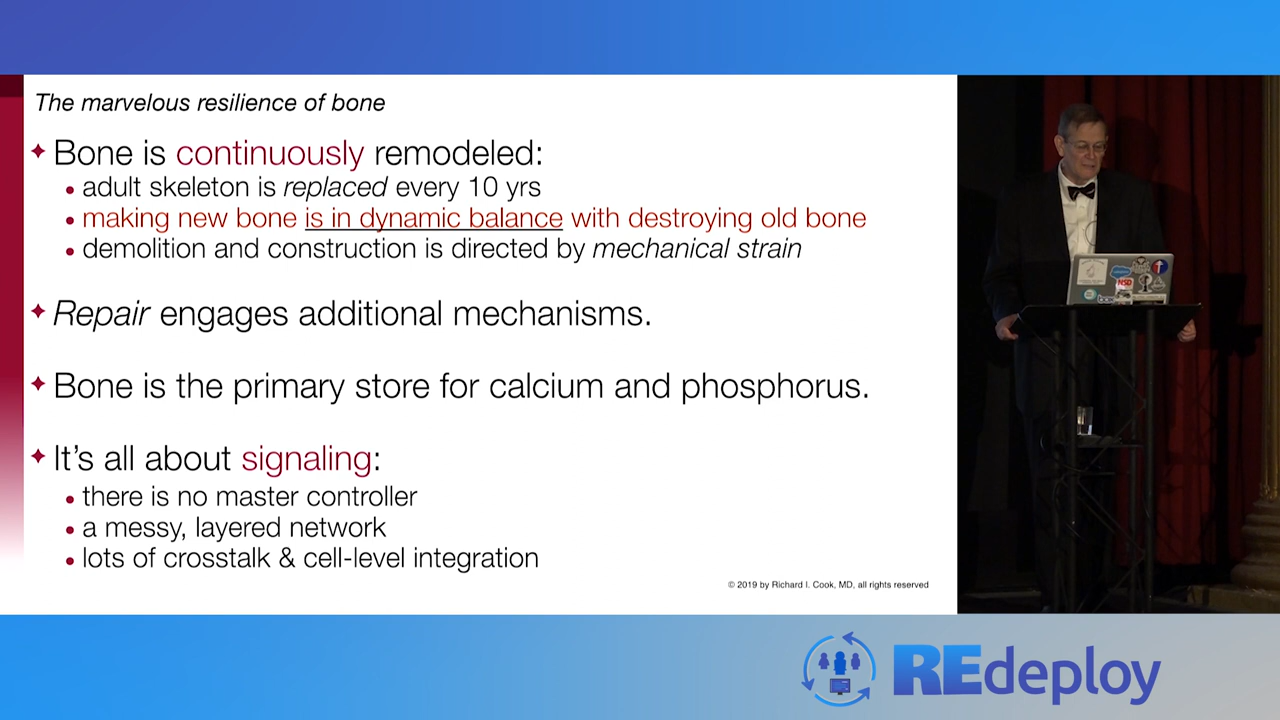 The marvelous resilience of bone
Bone is continuously remodeled:
adult skeleton is replaced every 10 yrs
making new bone is in dynamic balance with destroying old bone
demolition and construction is directed by mechanical strain
Repair engages additional mechanisms.
Bone is the primary store for calcium and phosphorus.
It's all about signaling:
there is no master controller
a messy, layered network
lots of crosstalk & cell-level integration
© 2019 by Richard I. Cook, MD, all rights reserved
REdeploy